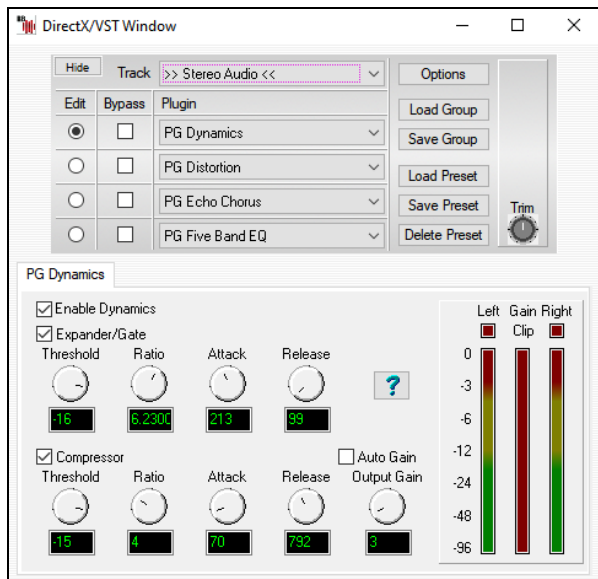 DirectX/VST Window
Hide Track >> Stereo Audio << Options
Edit Bypass Plugin Load Group
PG Dynamics Save Group
PG Distortion Load Preset
PG Echo Chorus Save Preset Trim
PG Five Band EQ Delete Preset
PG Dynamics
Enable Dynamics Left Gain Right
Expander/Gate Clip
Threshold Ratio Attack Release 0
? -3
-16 6.2300 213 99 -6
Compressor Auto Gain -12
Threshold Ratio Attack Release Output Gain -24
-48
-15 4 70 792 3 -96